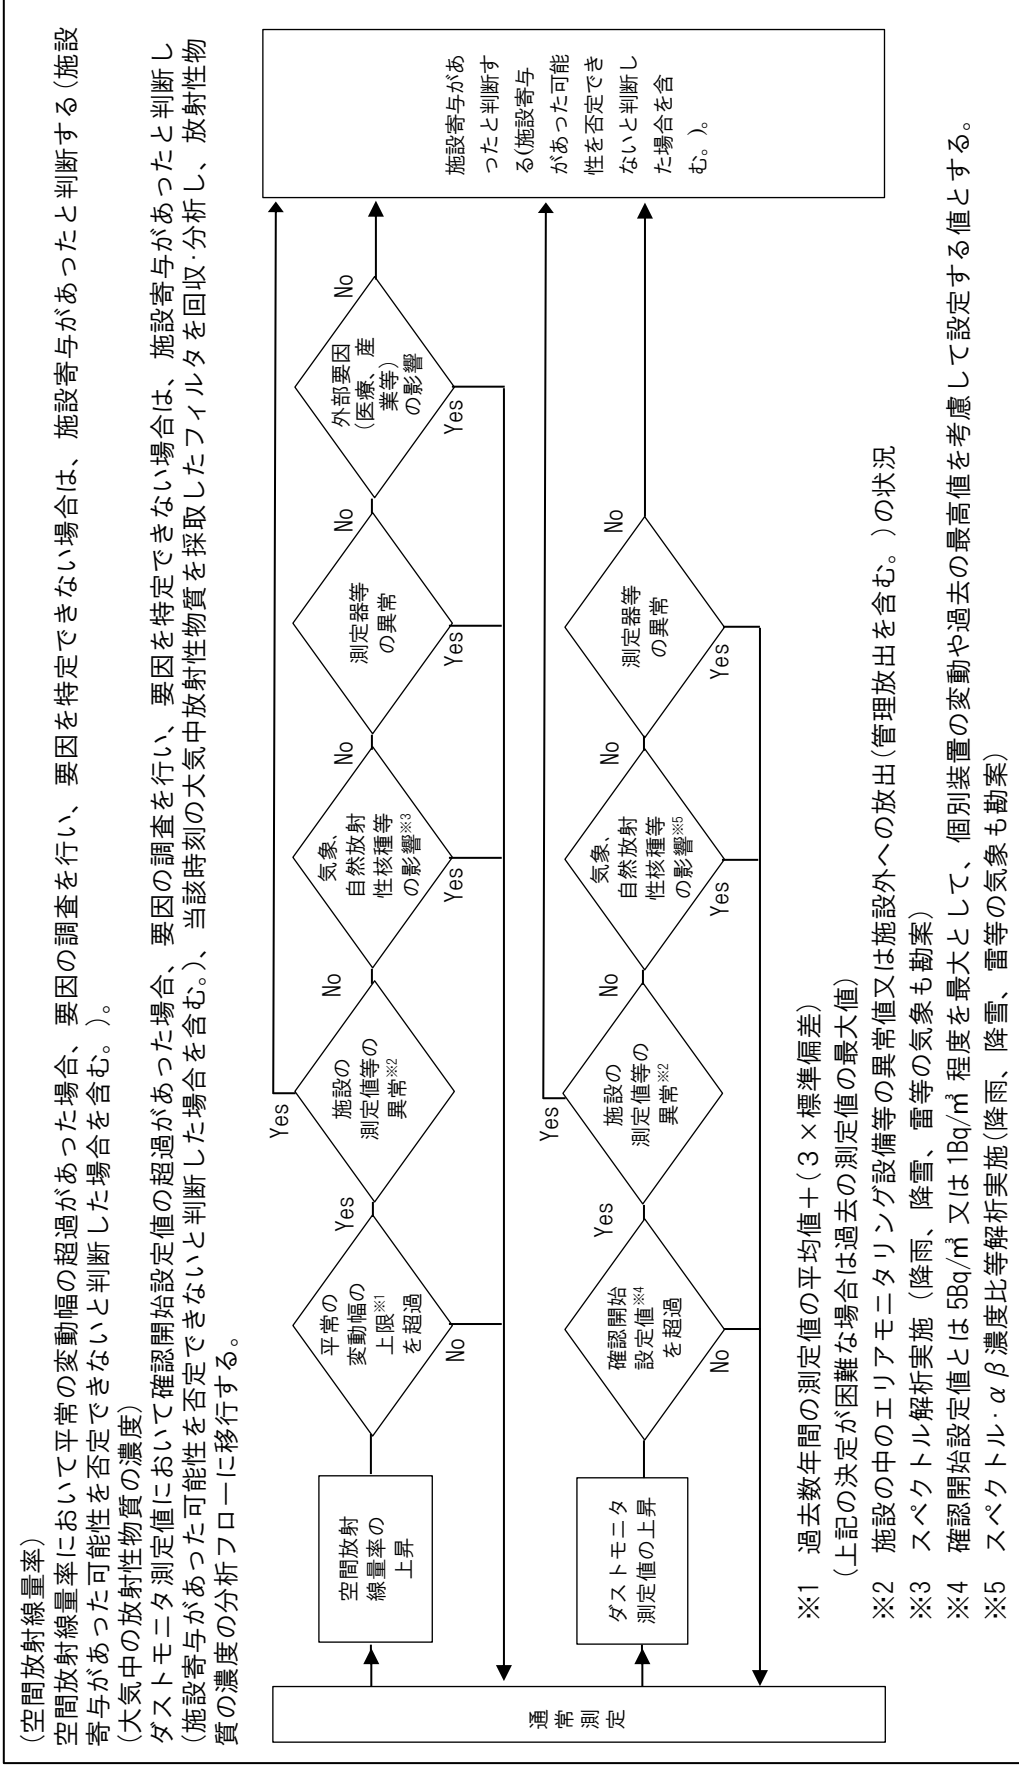 (空間放射線量率)
空間放射線量率において平常の変動幅の超過があった場合、要因の調査を行い、要因を特定できない場合は、施設寄与があったと判断する(施設
寄与があった可能性を否定できないと判断した場合を含む。)。
(大気中の放射性物質の濃度)
ダストモニタ測定値において確認開始設定値の超過があった場合、要因の調査を行い、要因を特定できない場合は、施設寄与があったと判断し
(施設寄与があった可能性を否定できないと判断した場合を含む。)、当該時刻の大気中放射性物質を採取したフィルタを回収・分析し、放射性物
質の濃度の分析フローに移行する。
通常測定
空間放射
線量率の
上昇
平常の
変動幅の
上限※1
を超過
Yes
No
施設の
測定値等の
異常※2
Yes
No
気象、
自然放射
性核種等
の影響※3
No
Yes
測定器等
の異常
No
Yes
外部要因
(医療、産
業等)
の影響
No
Yes
施設寄与があ
ったと判断す
る(施設寄与
があった可能
性を否定でき
ないと判断し
た場合を含
む。)。
ダストモニタ
測定値の上昇
確認開始
設定値※4
を超過
Yes
No
施設の
測定値等の
異常※2
Yes
No
気象、
自然放射
性核種等
の影響※5
No
Yes
測定器等
の異常
No
Yes
※1 過去数年間の測定値の平均値＋(3×標準偏差)
(上記の決定が困難な場合は過去の測定値の最大値)
※2 施設の中のエリアモニタリング設備等の異常値又は施設外への放出(管理放出を含む。)の状況
※3 スペクトル解析実施 (降雨、降雪、雷等の気象も勘案)
※4 確認開始設定値とは 5Bq/㎥ 又は 1Bq/㎥ 程度を最大として、個別装置の変動や過去の最高値を考慮して設定する値とする。
※5 スペクトル・αβ濃度比等解析実施(降雨、降雪、雷等の気象も勘案)